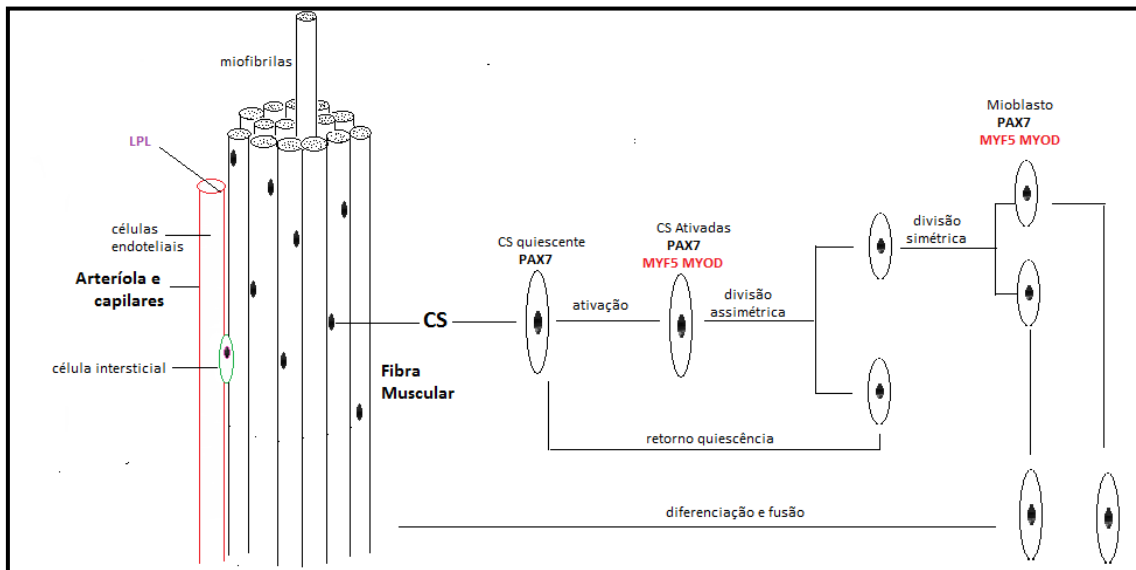 miofibrilas
LPL
células
endoteliais
Arteríola e
capilares
célula intersticial
Fibra
Muscular
CS
CS quiescente
PAX7
ativação
CS Ativadas
PAX7
MYF5 MYOD
divisão
assimétrica
divisão
simétrica
Mioblasto
PAX7
MYF5 MYOD
retorno quiescência
diferenciação e fusão